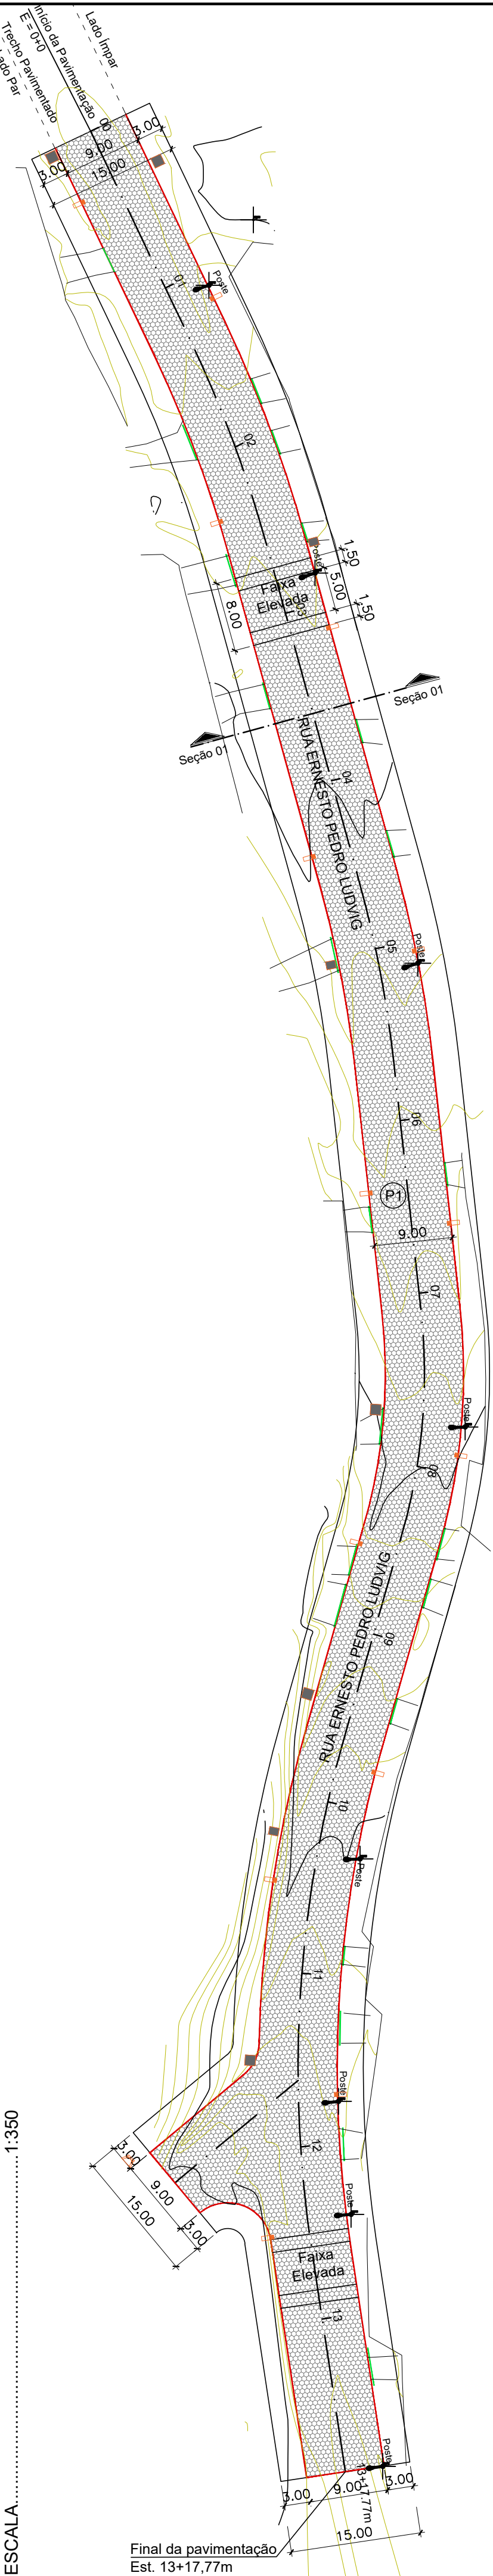 Lado Ímpar
Início da Pavimentação
E = 0+0
Trecho Pavimentado
Lado Par
00
3.00
9.00
3.00
15.00
01
Poste
02
Poste
1.50
5.00
1.50
Faixa
Elevada
03
8.00
Seção 01
Seção 01
RUA ERNESTO PEDRO LUDVIG
04
05
Poste
06
P1
9.00
07
Poste
08
RUA ERNESTO PEDRO LUDVIG
09
10
Poste
11
Poste
12
3.00
9.00
3.00
15.00
Poste
Faixa
Elevada
13
Poste
13+17,77m
3.00
9.00
3.00
15.00
Final da pavimentação
Est. 13+17,77m
ESCALA............................................................ 1:350